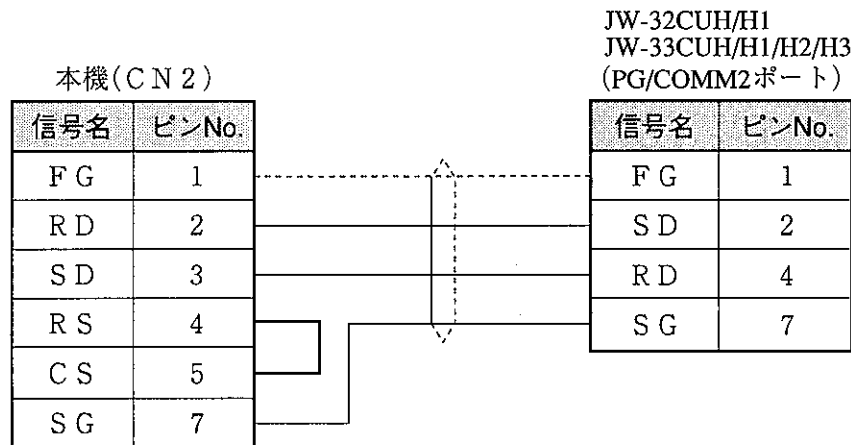 JW-32CUH/H1
JW-33CUH/H1/H2/H3
(PG/COMM2ポート)
本機(CN2)
信号名 ピンNo.
FG 1
RD 2
SD 3
RS 4
CS 5
SG 7
信号名 ピンNo.
FG 1
SD 2
RD 4
SG 7